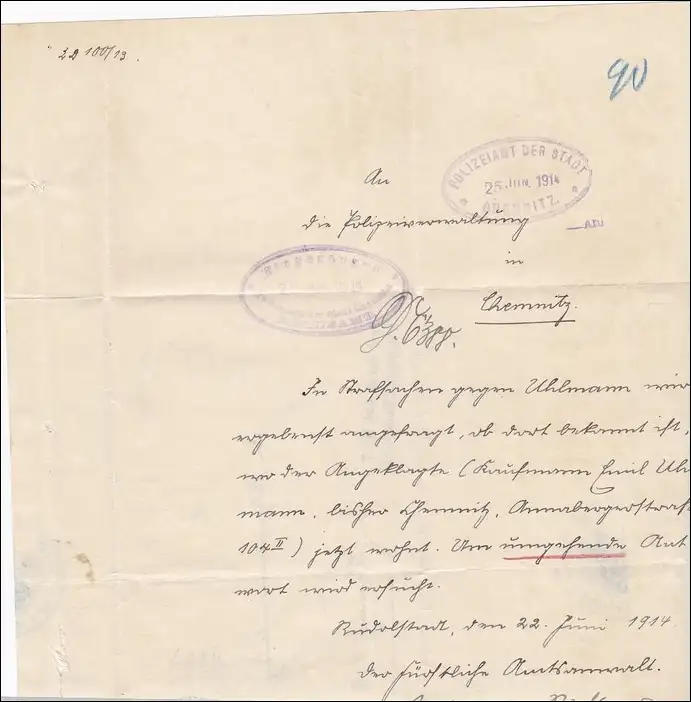 100/13.
90
POLIZEIAMT DER STADT
25. JUN. 1914
CHEMNITZ.
An
die Polizeiverwaltung
in
Chemnitz.
In Strafsachen gegen Uhlmann wird
ergebenst angefragt, ob dort bekannt ist,
wo der Angeklagte (Kaufmann Emil Uhl
mann, bisher Chemnitz, Annabergerstraße
104 II) jetzt wohnt. Um umgehende Ant
wort wird ersucht.
Rudolstadt, den 22. Juni 1914.
Der Fürstliche Amtsanwalt.